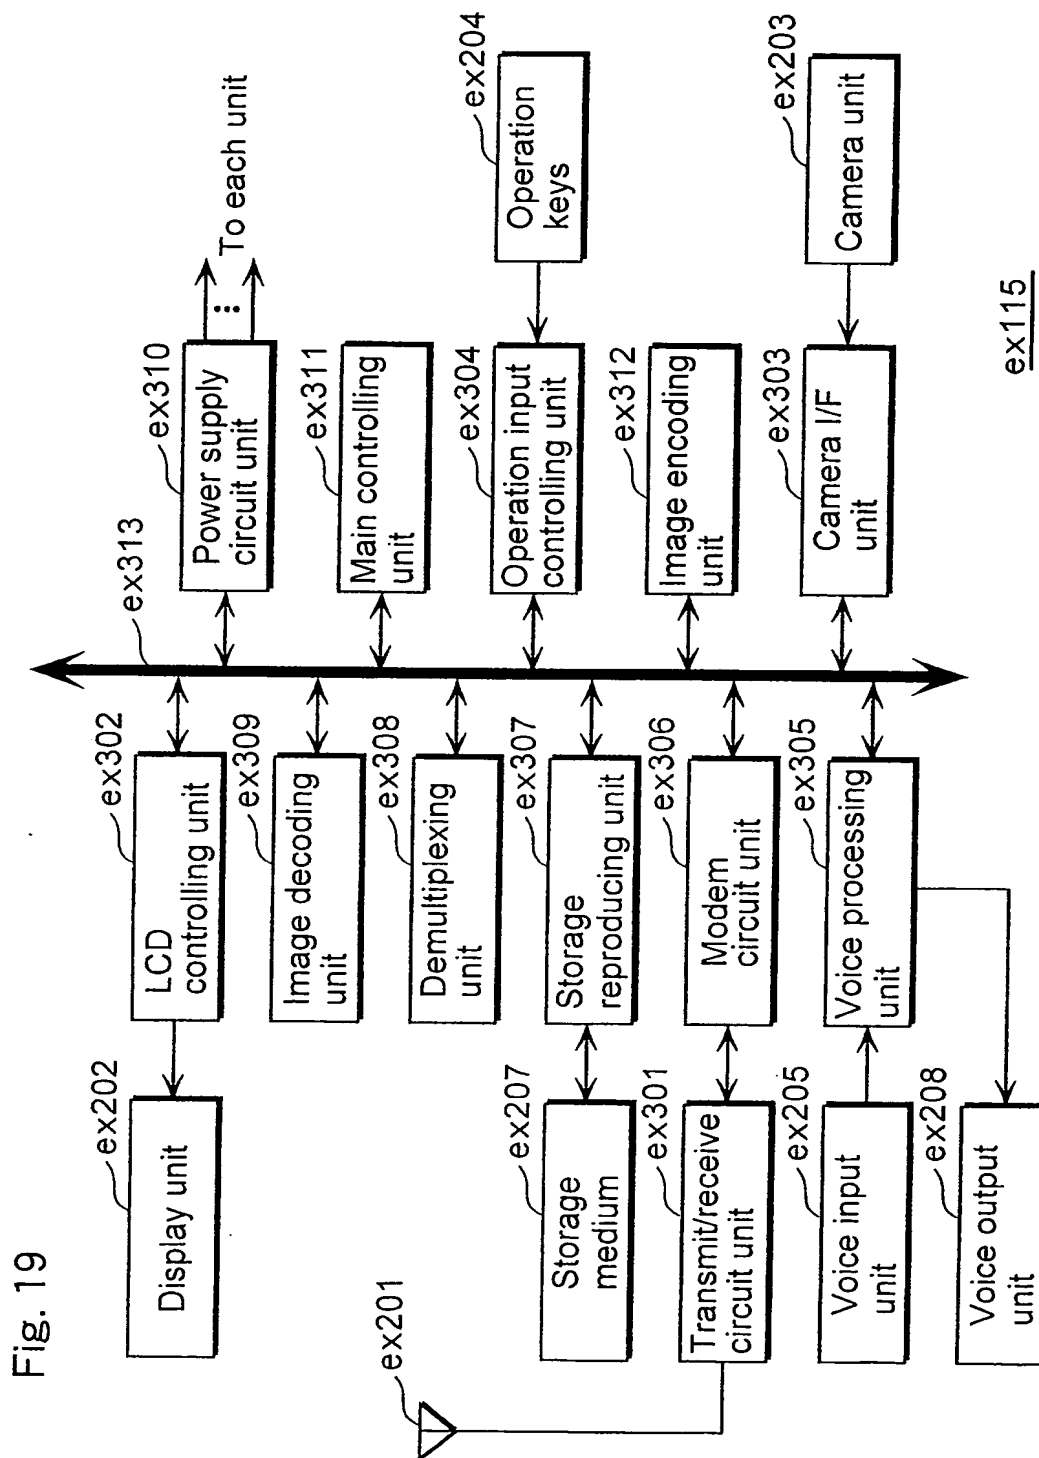 Fig. 19
ex201
ex202
Display unit
ex207
Storage
medium
ex301
Transmit/receive
circuit unit
ex205
Voice input
unit
ex208
Voice output
unit
ex302
LCD
controlling unit
ex309
Image decoding
unit
ex308
Demultiplexing
unit
ex307
Storage
reproducing unit
ex306
Modem
circuit unit
ex305
Voice processing
unit
ex313
ex310
Power supply
circuit unit
To each unit
ex311
Main controlling
unit
ex304
Operation input
controlling unit
ex204
Operation
keys
ex312
Image encoding
unit
ex303
Camera I/F
unit
ex203
Camera unit
ex115